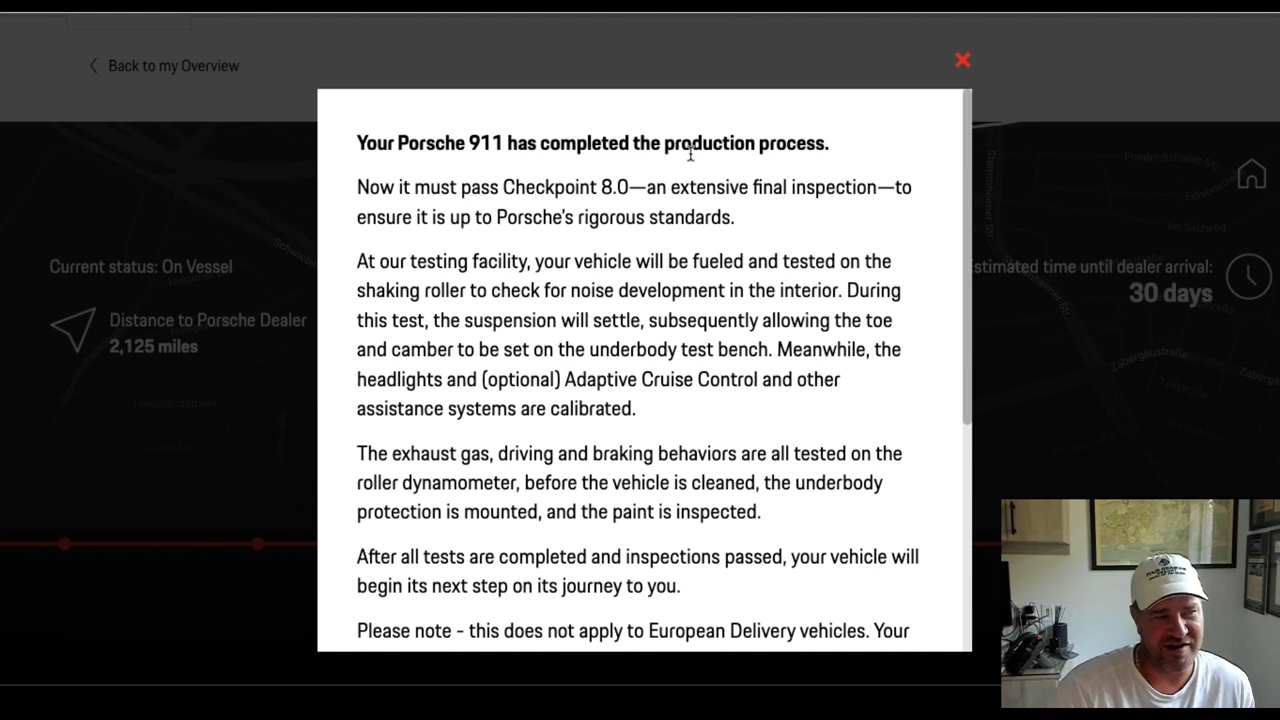 Back to my Overview
Your Porsche 911 has completed the production process.
Now it must pass Checkpoint 8.0—an extensive final inspection—to
ensure it is up to Porsche's rigorous standards.
At our testing facility, your vehicle will be fueled and tested on the
shaking roller to check for noise development in the interior. During
this test, the suspension will settle, subsequently allowing the toe
and camber to be set on the underbody test bench. Meanwhile, the
headlights and (optional) Adaptive Cruise Control and other
assistance systems are calibrated.
The exhaust gas, driving and braking behaviors are all tested on the
roller dynamometer, before the vehicle is cleaned, the underbody
protection is mounted, and the paint is inspected.
After all tests are completed and inspections passed, your vehicle will
begin its next step on its journey to you.
Please note - this does not apply to European Delivery vehicles. Your
Current status: On Vessel
Distance to Porsche Dealer
2,125 miles
stimated time until dealer arrival:
30 days
Friedrichshaller Str
Im Salzweg
Zabergäustraße